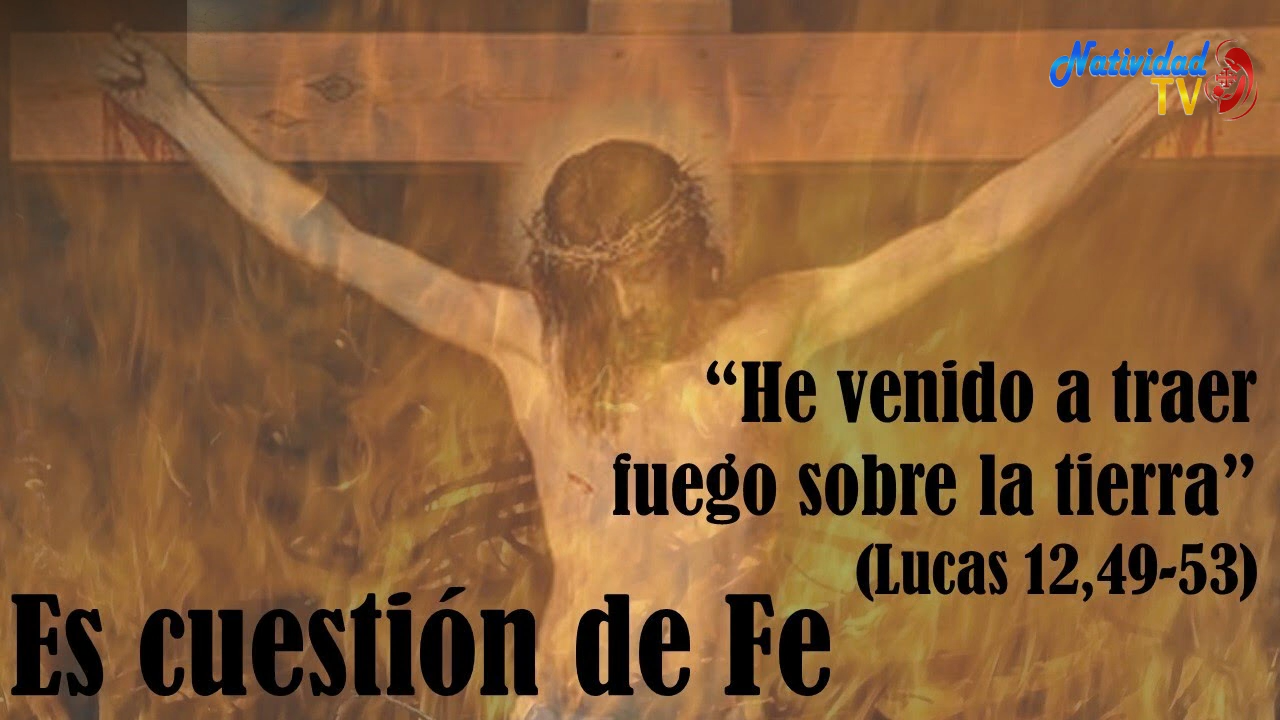 Natividad
TV
“He venido a traer
fuego sobre la tierra”
(Lucas 12,49-53)
Es cuestión de Fe